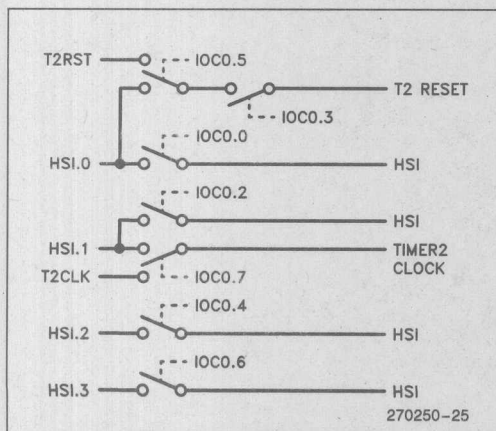 T2RST
IOC0.5
T2 RESET
IOC0.3
IOC0.0
HSI.0
HSI
IOC0.2
HSI
HSI.1
TIMER2
CLOCK
T2CLK
IOC0.7
IOC0.4
HSI.2
HSI
IOC0.6
HSI.3
HSI
270250-25